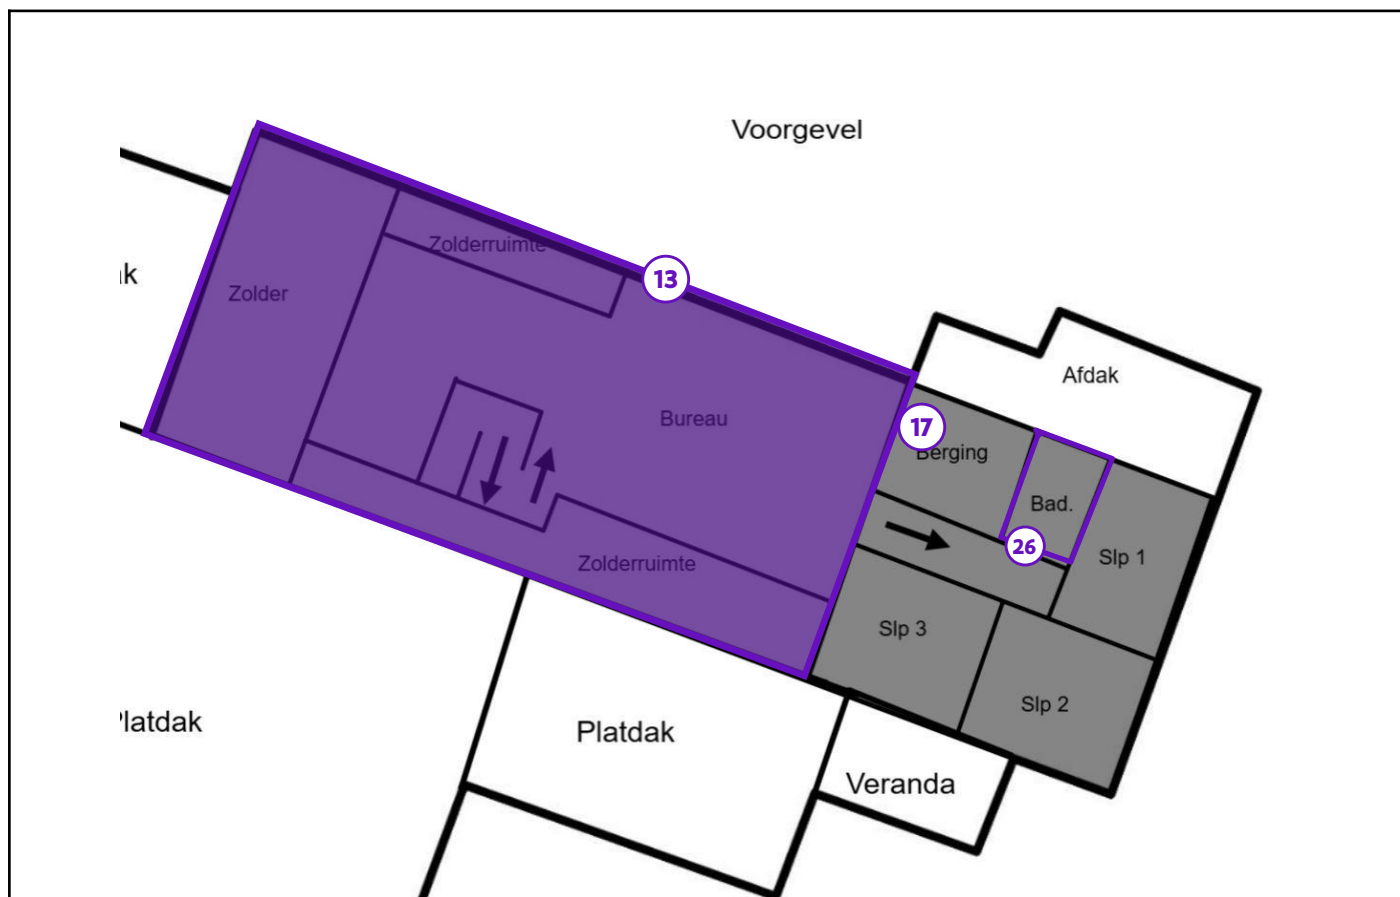 Voorgevel
Zolderruimte
13
Zolder
Afdak
Bureau
17
Berging
Bad.
26
Slp 1
Zolderruimte
Slp 3
Slp 2
Platdak
Veranda